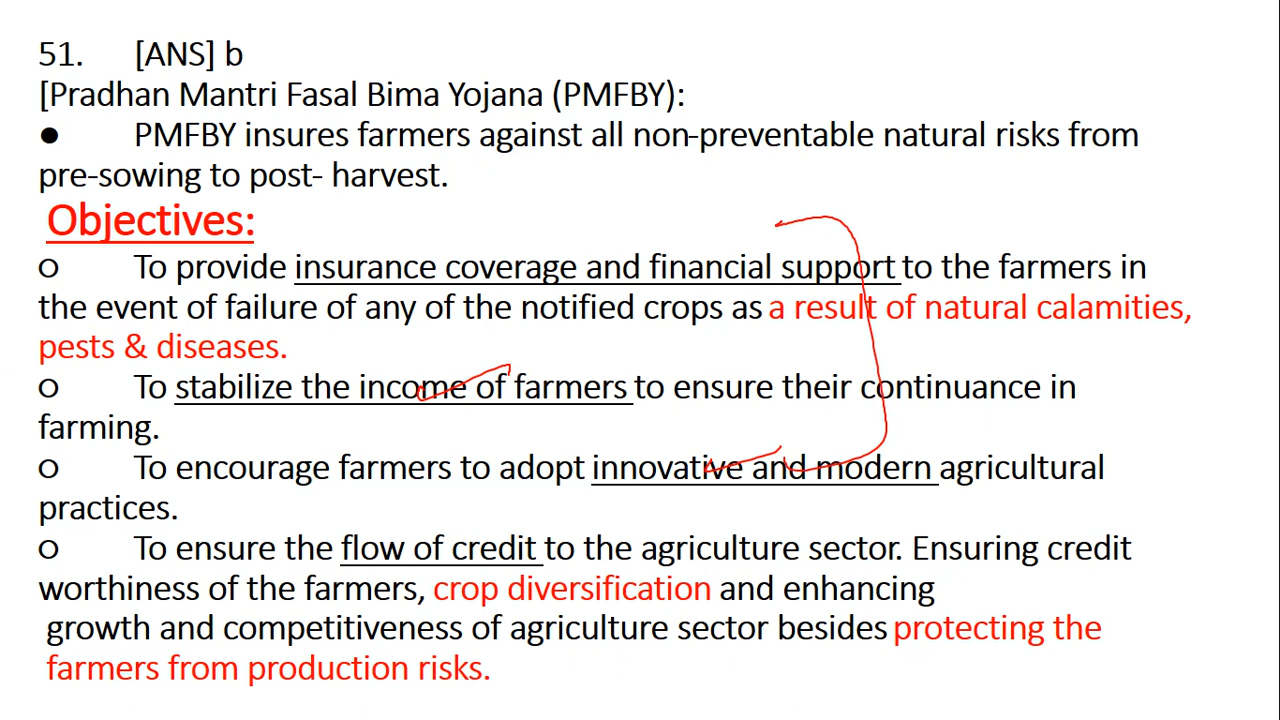 51. [ANS] b
[Pradhan Mantri Fasal Bima Yojana (PMFBY):
● PMFBY insures farmers against all non-preventable natural risks from
pre-sowing to post- harvest.
Objectives:
o To provide insurance coverage and financial support to the farmers in
the event of failure of any of the notified crops as a result of natural calamities,
pests & diseases.
o To stabilize the income of farmers to ensure their continuance in
farming.
o To encourage farmers to adopt innovative and modern agricultural
practices.
o To ensure the flow of credit to the agriculture sector. Ensuring credit
worthiness of the farmers, crop diversification and enhancing
growth and competitiveness of agriculture sector besides protecting the
farmers from production risks.